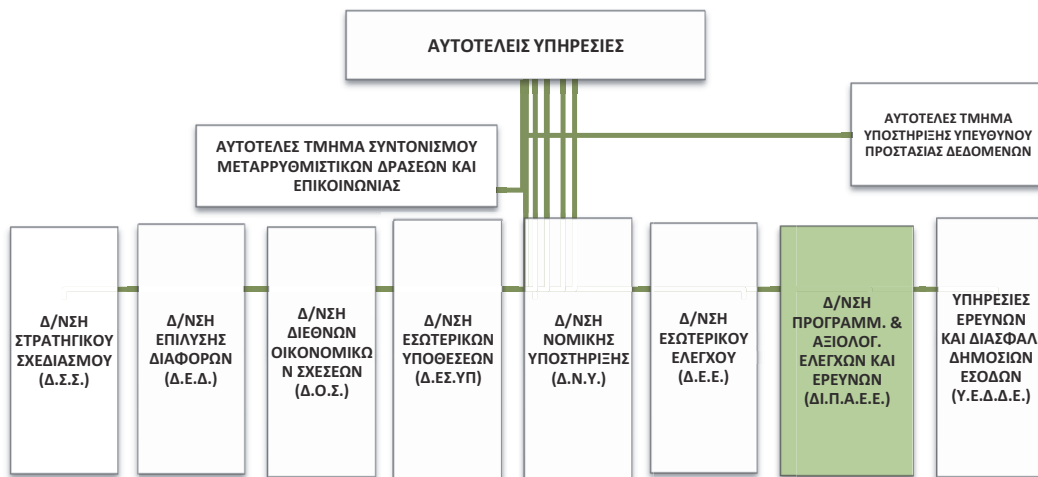 ΑΥΤΟΤΕΛΕΙΣ ΥΠΗΡΕΣΙΕΣ
ΑΥΤΟΤΕΛΕΣ ΤΜΗΜΑ
ΥΠΟΣΤΗΡΙΞΗΣ ΥΠΕΥΘΥΝΟΥ
ΠΡΟΣΤΑΣΙΑΣ ΔΕΔΟΜΕΝΩΝ
ΑΥΤΟΤΕΛΕΣ ΤΜΗΜΑ ΣΥΝΤΟΝΙΣΜΟΥ
ΜΕΤΑΡΡΥΘΜΙΣΤΙΚΩΝ ΔΡΑΣΕΩΝ ΚΑΙ
ΕΠΙΚΟΙΝΩΝΙΑΣ
Δ/ΝΣΗ
ΣΤΡΑΤΗΓΙΚΟΥ
ΣΧΕΔΙΑΣΜΟΥ
(Δ.Σ.Σ.)
Δ/ΝΣΗ
ΕΠΙΛΥΣΗΣ
ΔΙΑΦΟΡΩΝ
(Δ.Ε.Δ.)
Δ/ΝΣΗ
ΔΙΕΘΝΩΝ
ΟΙΚΟΝΟΜΙΚΩ
Ν ΣΧΕΣΕΩΝ
(Δ.Ο.Σ.)
Δ/ΝΣΗ
ΕΣΩΤΕΡΙΚΩΝ
ΥΠΟΘΕΣΕΩΝ
(Δ.ΕΣ.ΥΠ)
Δ/ΝΣΗ
ΝΟΜΙΚΗΣ
ΥΠΟΣΤΗΡΙΞΗΣ
(Δ.Ν.Υ.)
Δ/ΝΣΗ
ΕΣΩΤΕΡΙΚΟΥ
ΕΛΕΓΧΟΥ
(Δ.Ε.Ε.)
Δ/ΝΣΗ
ΠΡΟΓΡΑΜΜ. &
ΑΞΙΟΛΟΓ.
ΕΛΕΓΧΩΝ ΚΑΙ
ΕΡΕΥΝΩΝ
(ΔΙ.Π.Α.Ε.Ε.)
ΥΠΗΡΕΣΙΕΣ
ΕΡΕΥΝΩΝ
ΚΑΙ ΔΙΑΣΦΑΛ
ΔΗΜΟΣΙΩΝ
ΕΣΟΔΩΝ
(Υ.Ε.Δ.Δ.Ε.)